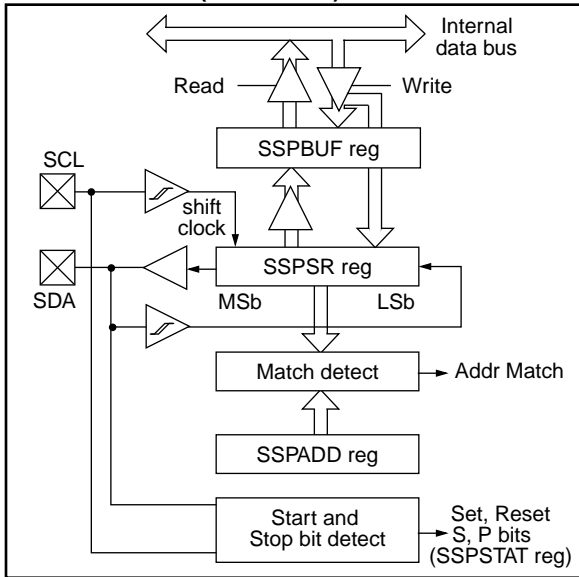 Internal
data bus
Read
Write
SSPBUF reg
SCL
shift
clock
SSPSR reg
SDA
MSb
LSb
Match detect
Addr Match
SSPADD reg
Start and
Stop bit detect
Set, Reset
S, P bits
(SSPSTAT reg)